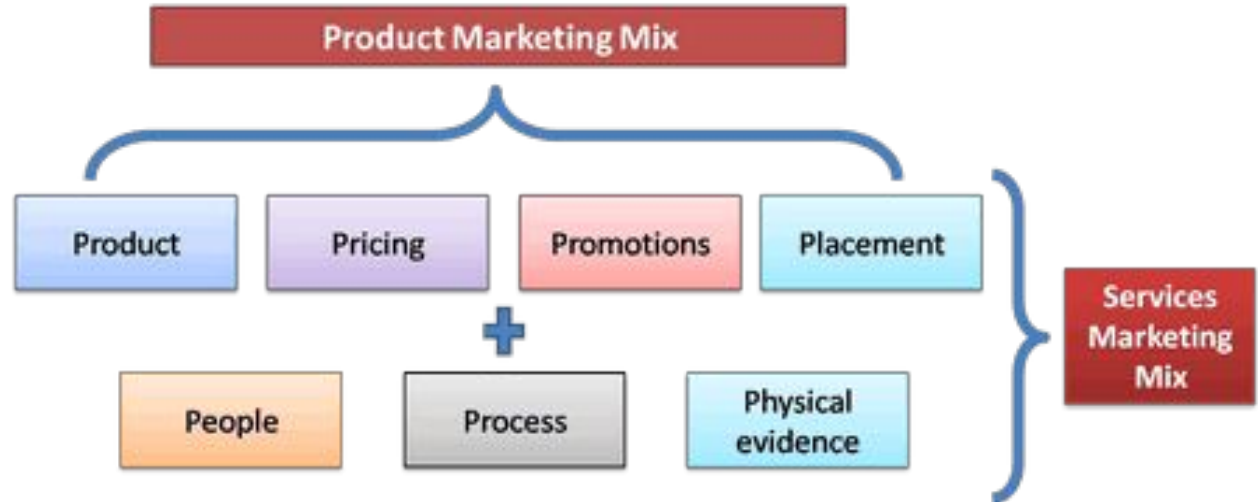 Product Marketing Mix
Product
Pricing
Promotions
Placement
Services
Marketing
Mix
People
Process
Physical
evidence